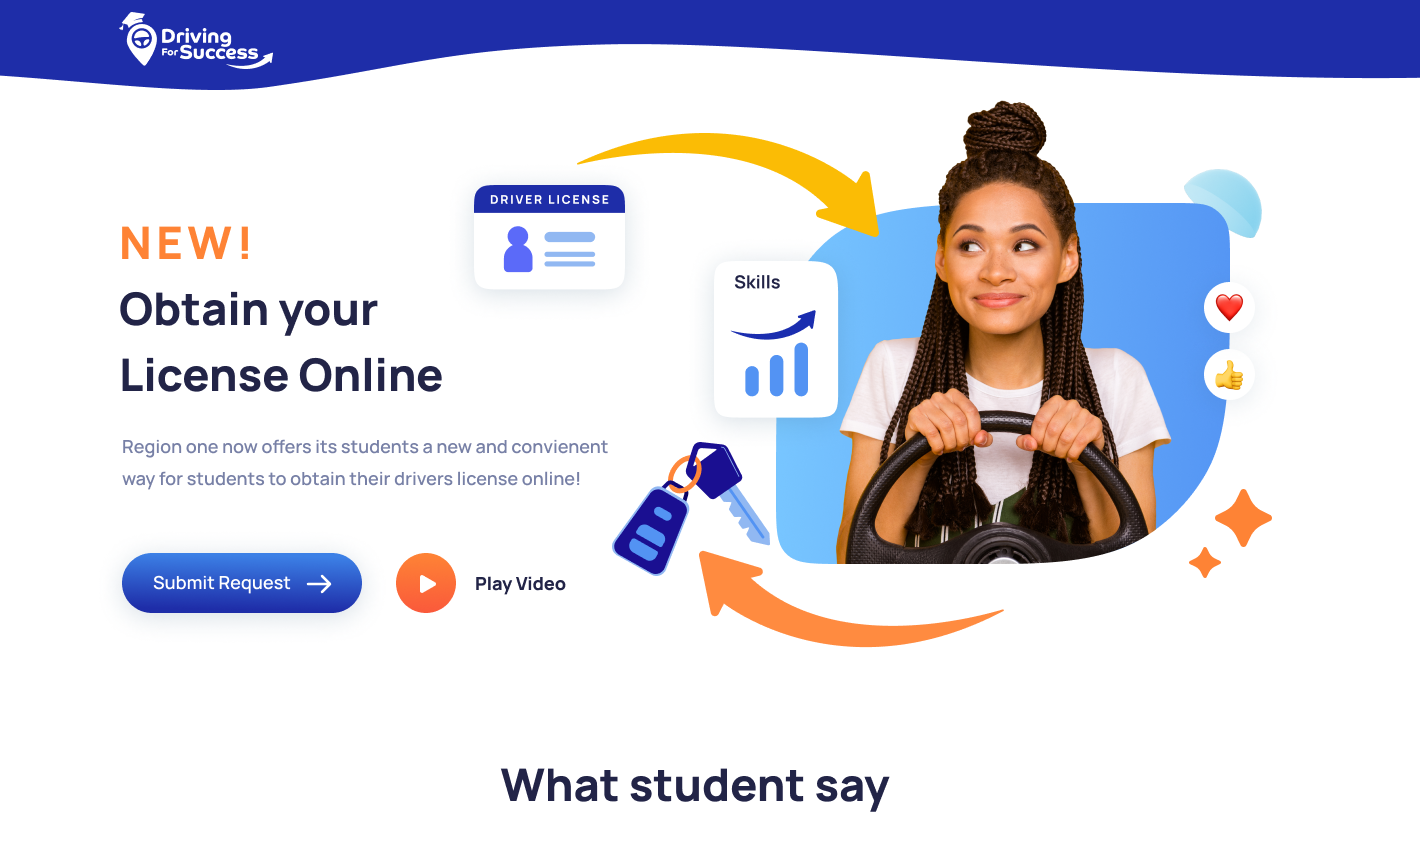 Driving
For Success
DRIVER LICENSE
NEW!
Obtain your
License Online
Skills
Region one now offers its students a new and convienent
way for students to obtain their drivers license online!
Submit Request
Play Video
What student say